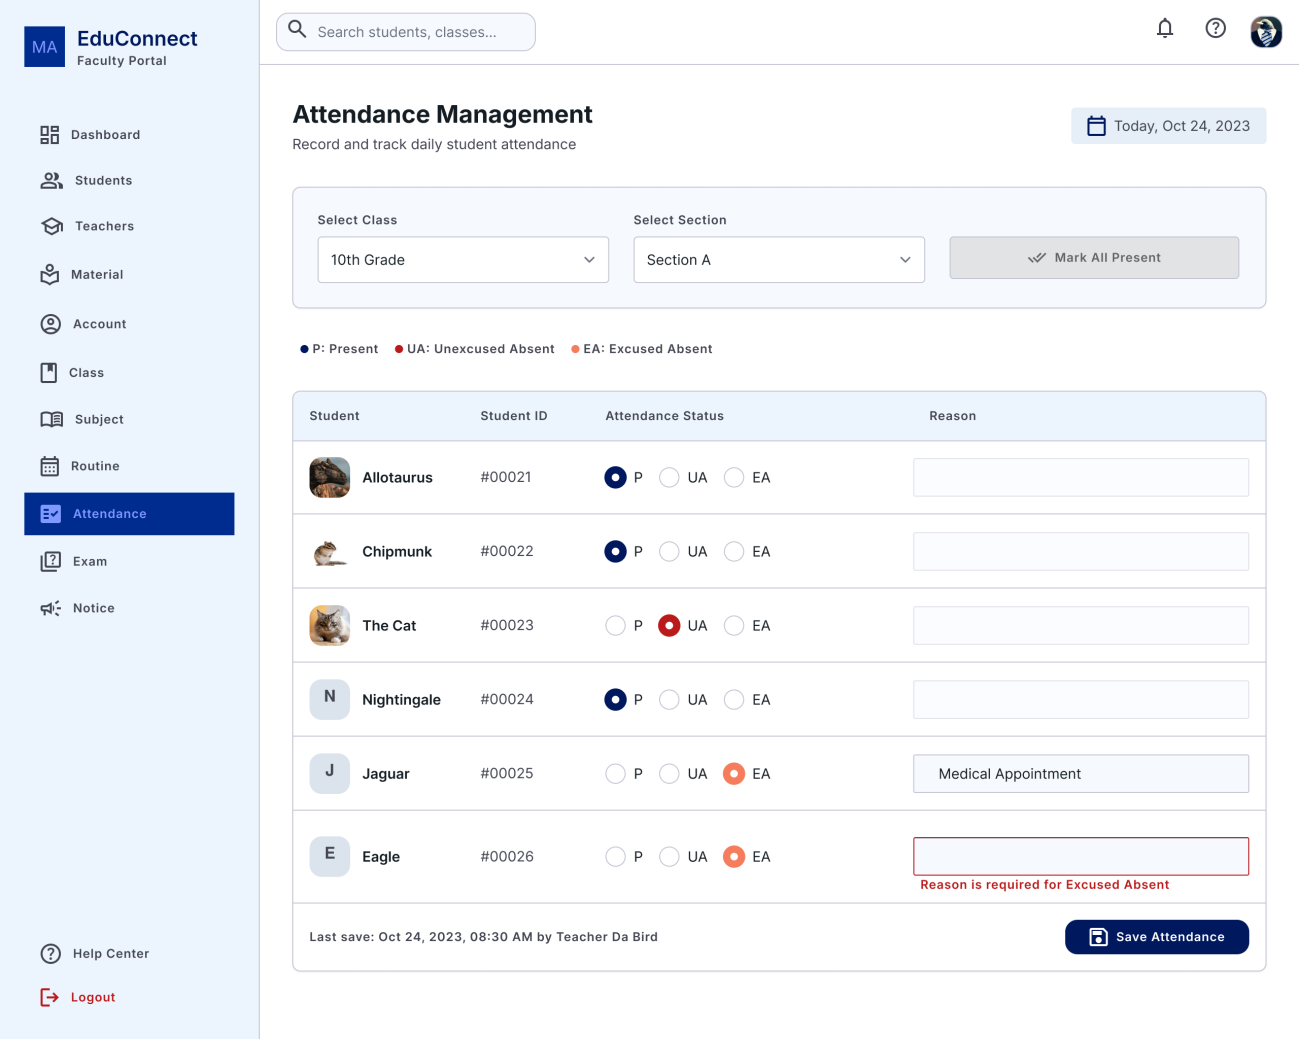 MA
EduConnect
Faculty Portal
Search students, classes...
Dashboard
Students
Teachers
Material
Account
Class
Subject
Routine
Attendance
Exam
Notice
Help Center
Logout
Attendance Management
Record and track daily student attendance
Today, Oct 24, 2023
Select Class
Select Section
10th Grade
Section A
Mark All Present
P: Present UA: Unexcused Absent EA: Excused Absent
Student Student ID Attendance Status Reason
Allotaurus #00021 P UA EA
Chipmunk #00022 P UA EA
The Cat #00023 P UA EA
N Nightingale #00024 P UA EA
J Jaguar #00025 P UA EA Medical Appointment
E Eagle #00026 P UA EA
Reason is required for Excused Absent
Last save: Oct 24, 2023, 08:30 AM by Teacher Da Bird
Save Attendance